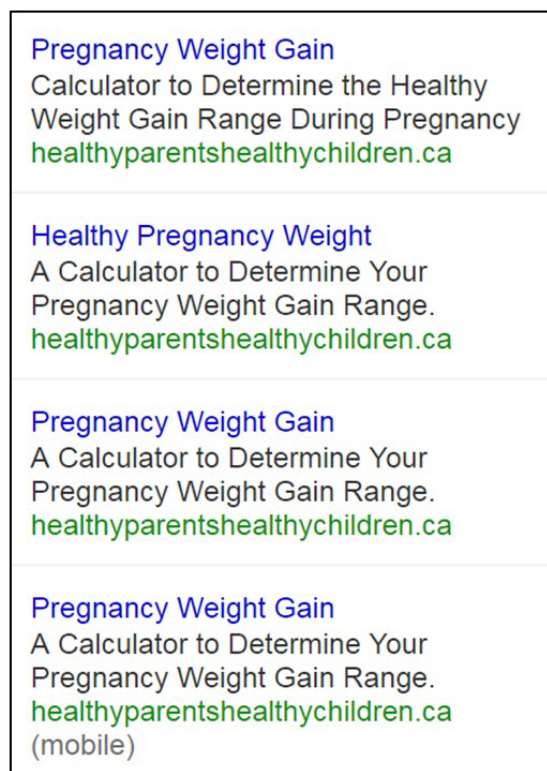 Pregnancy Weight Gain
Calculator to Determine the Healthy
Weight Gain Range During Pregnancy
healthyparentshealthychildren.ca
Healthy Pregnancy Weight
A Calculator to Determine Your
Pregnancy Weight Gain Range.
healthyparentshealthychildren.ca
Pregnancy Weight Gain
A Calculator to Determine Your
Pregnancy Weight Gain Range.
healthyparentshealthychildren.ca
Pregnancy Weight Gain
A Calculator to Determine Your
Pregnancy Weight Gain Range.
healthyparentshealthychildren.ca
(mobile)